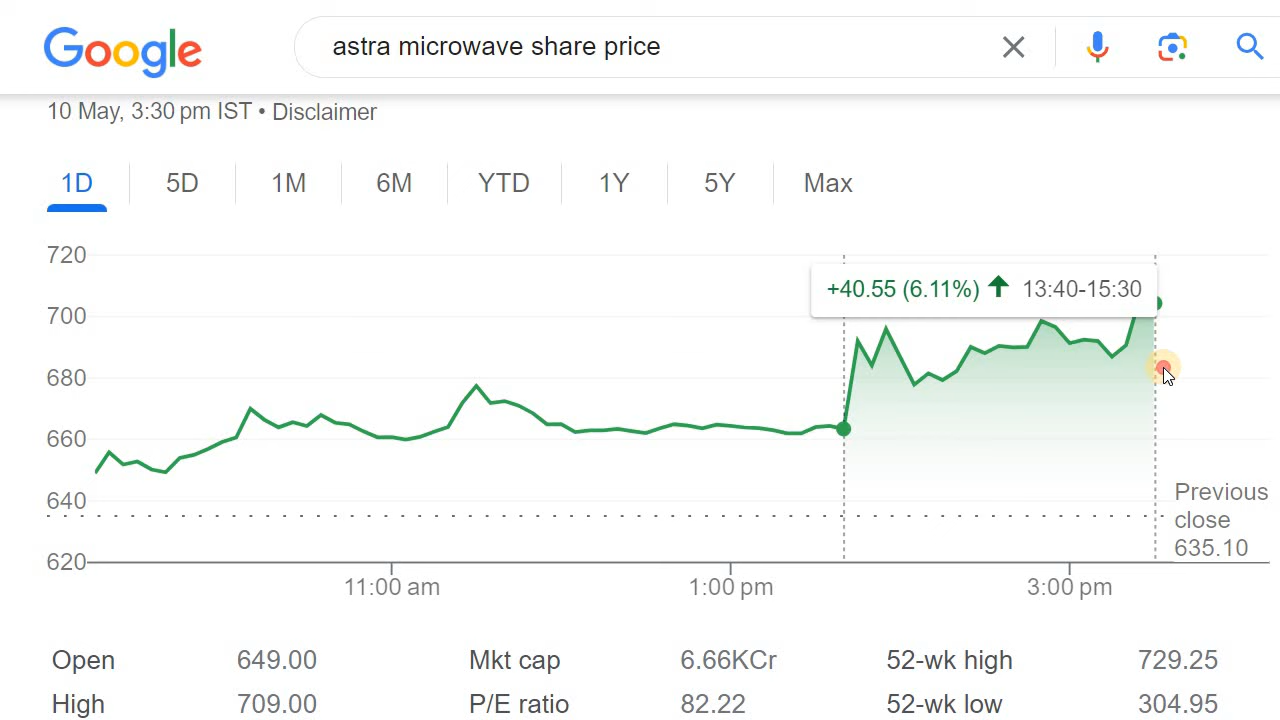 Google
astra microwave share price
10 May, 3:30 pm IST • Disclaimer
1D 5D 1M 6M YTD 1Y 5Y Max
720
+40.55 (6.11%) ↑ 13:40-15:30
700
680
660
640
Previous
close
635.10
620
11:00 am 1:00 pm 3:00 pm
Open 649.00 Mkt cap 6.66KCr 52-wk high 729.25
High 709.00 P/E ratio 82.22 52-wk low 304.95